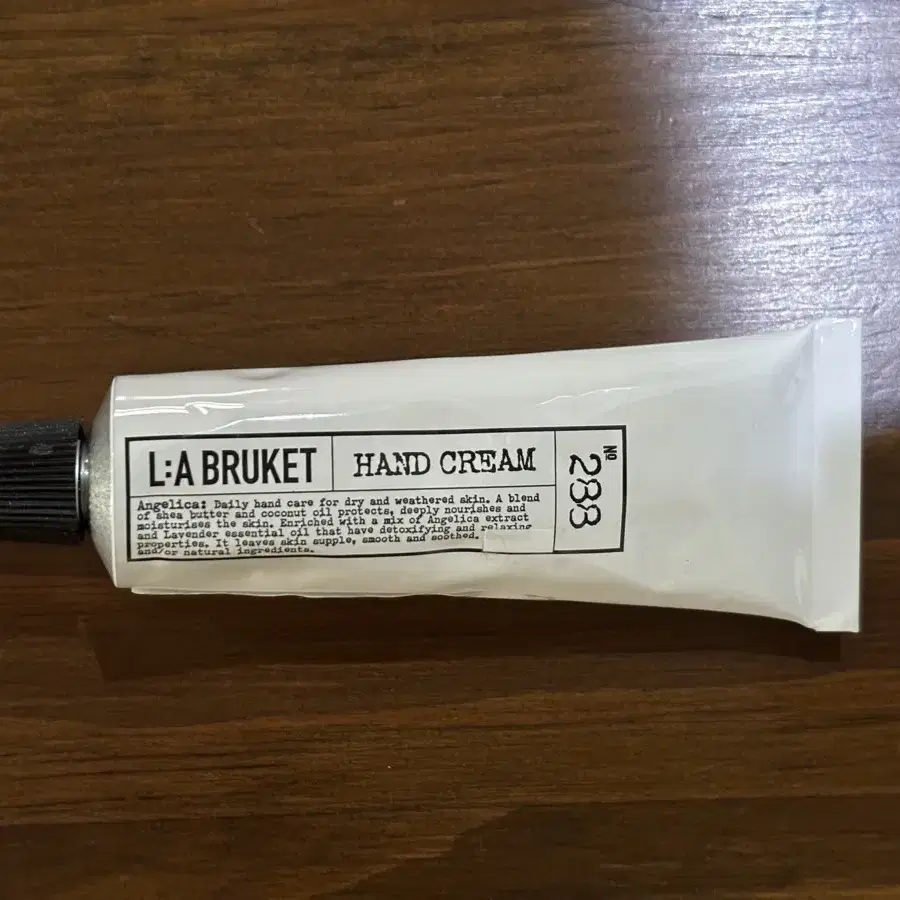 L:A BRUKET
HAND CREAM
Nº 233
Angelica: Daily hand care for dry and weathered skin. A blend
of shea butter and coconut oil protects, deeply nourishes and
moisturises the skin. Enriched with a mix of Angelica extract
and Lavender essential oil that have detoxifying and relaxing
properties. It leaves skin supple, smooth and soothed.
and/or natural ingredients.